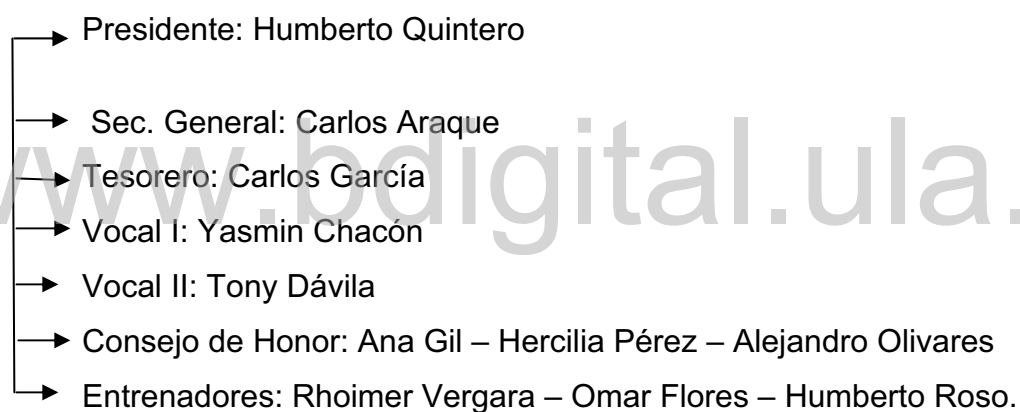 Presidente: Humberto Quintero
Sec. General: Carlos Araque
www.bdigital.ula.
Tesorero: Carlos García
Vocal I: Yasmin Chacón
Vocal II: Tony Dávila
Consejo de Honor: Ana Gil – Hercilia Pérez – Alejandro Olivares
Entrenadores: Rhoimer Vergara – Omar Flores – Humberto Roso.